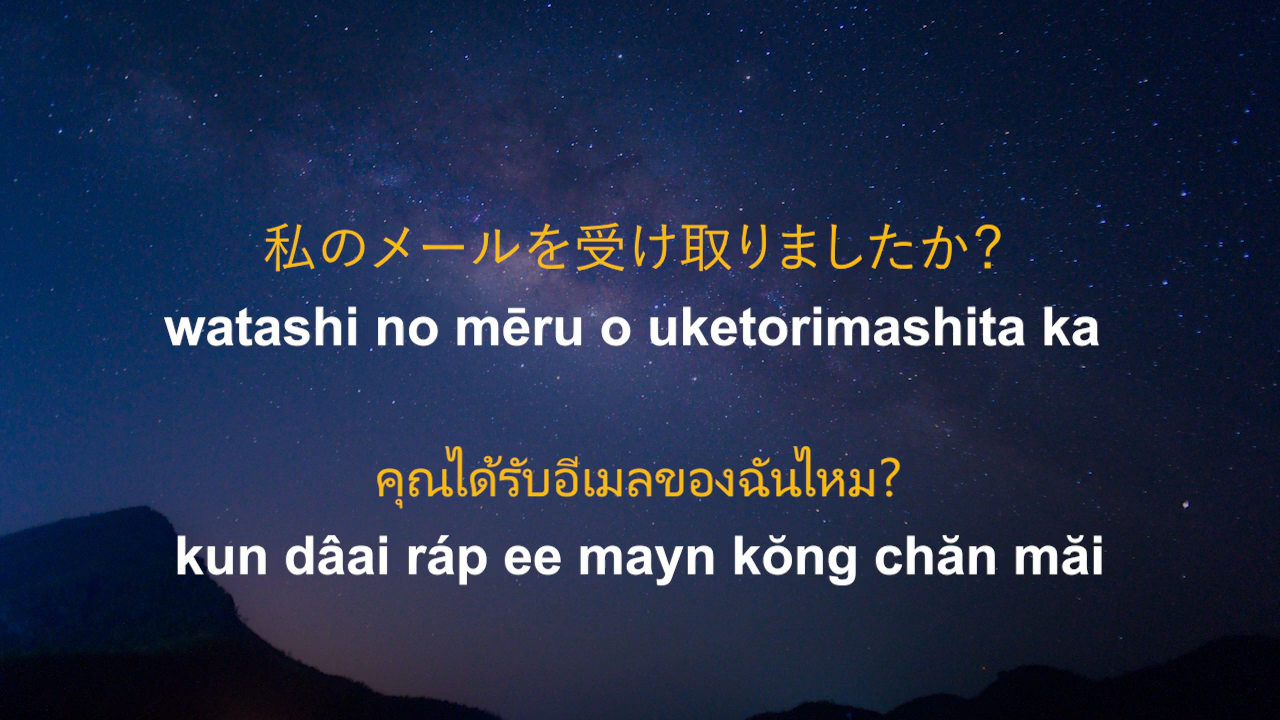 私のメールを受け取りましたか？
watashi no mēru o uketorimashita ka
คุณได้รับอีเมลของฉันไหม?
kun dâai ráp ee mayn kŏng chăn măi